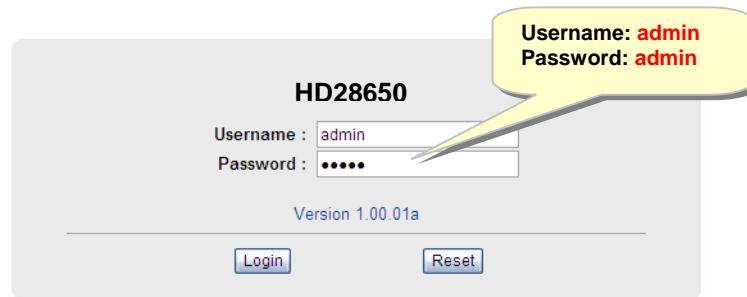 Username: admin
Password: admin
HD28650
Username : admin
Password : •••••
Version 1.00.01a
Login Reset